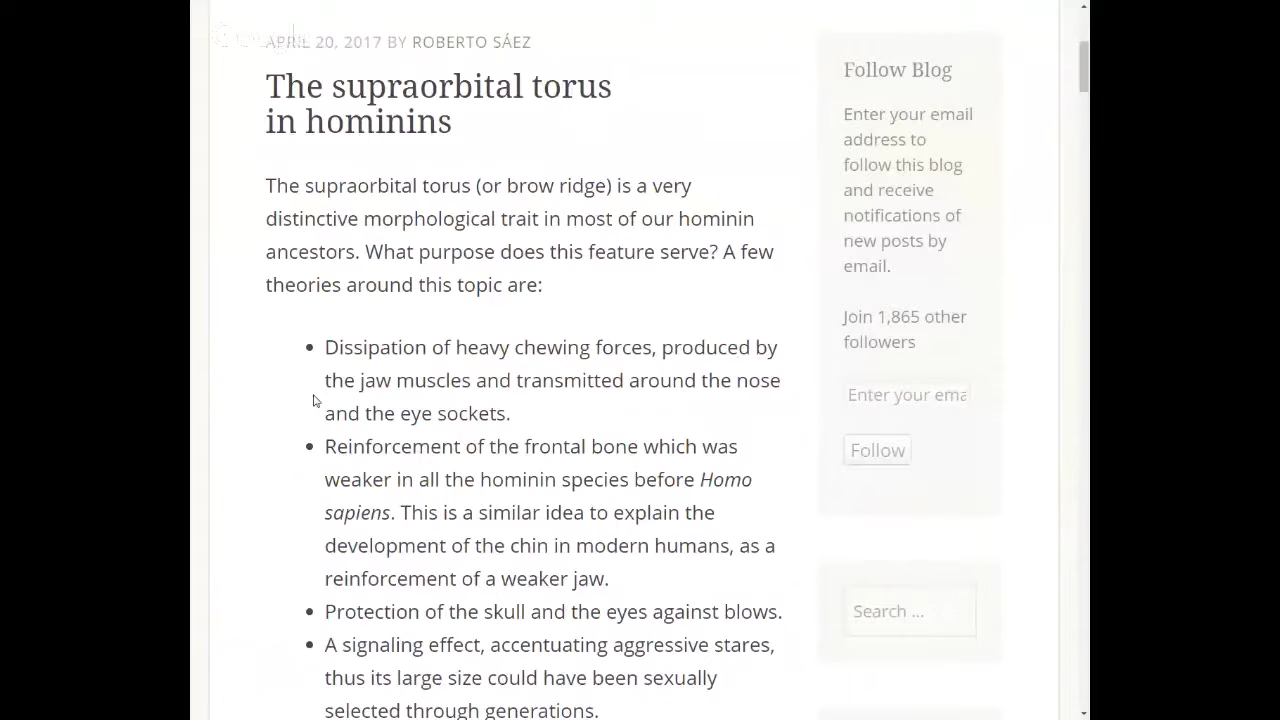 APRIL 20, 2017 BY ROBERTO SÁEZ
The supraorbital torus
in hominins
The supraorbital torus (or brow ridge) is a very
distinctive morphological trait in most of our hominin
ancestors. What purpose does this feature serve? A few
theories around this topic are:
• Dissipation of heavy chewing forces, produced by
the jaw muscles and transmitted around the nose
and the eye sockets.
• Reinforcement of the frontal bone which was
weaker in all the hominin species before Homo
sapiens. This is a similar idea to explain the
development of the chin in modern humans, as a
reinforcement of a weaker jaw.
• Protection of the skull and the eyes against blows.
• A signaling effect, accentuating aggressive stares,
thus its large size could have been sexually
selected through generations.
Follow Blog
Enter your email
address to
follow this blog
and receive
notifications of
new posts by
email.
Join 1,865 other
followers
Enter your ema
Follow
Search ...